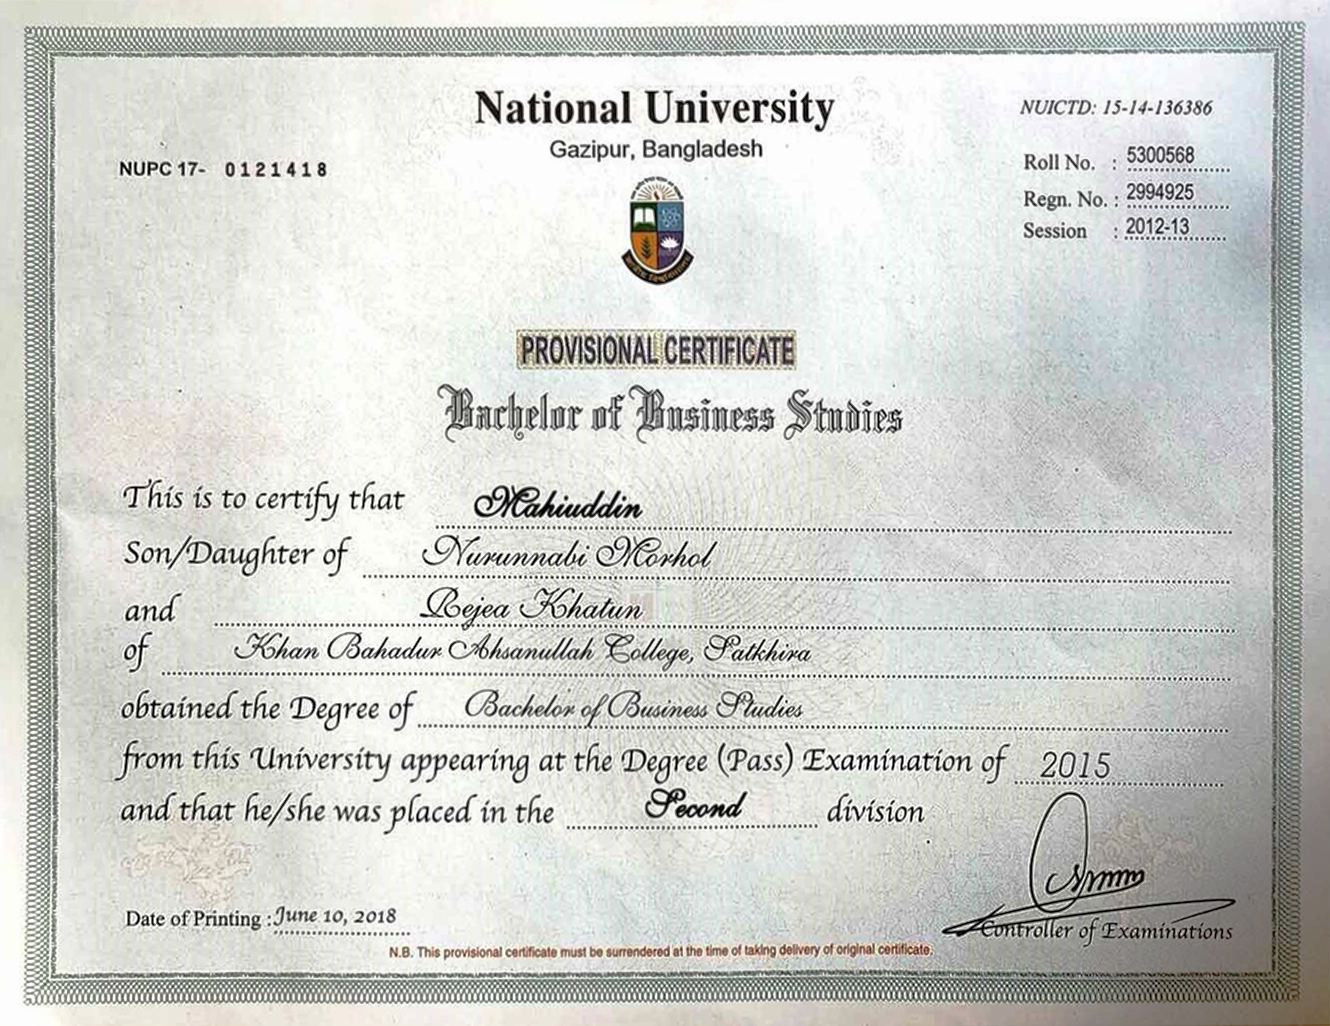 National University
Gazipur, Bangladesh
NUICTD: 15-14-136386
NUPC 17- 0121418
Roll No. : 5300568
Regn. No. : 2994925
Session : 2012-13
PROVISIONAL CERTIFICATE
Bachelor of Business Studies
This is to certify that Mahiuddin
Son/Daughter of Nurunnabi Morhol
and Rejea Khatun
of Khan Bahadur Ahsanullah College, Satkhira
obtained the Degree of Bachelor of Business Studies
from this University appearing at the Degree (Pass) Examination of 2015
and that he/she was placed in the Second division
Date of Printing : June 10, 2018
Controller of Examinations
N.B. This provisional certificate must be surrendered at the time of taking delivery of original certificate.